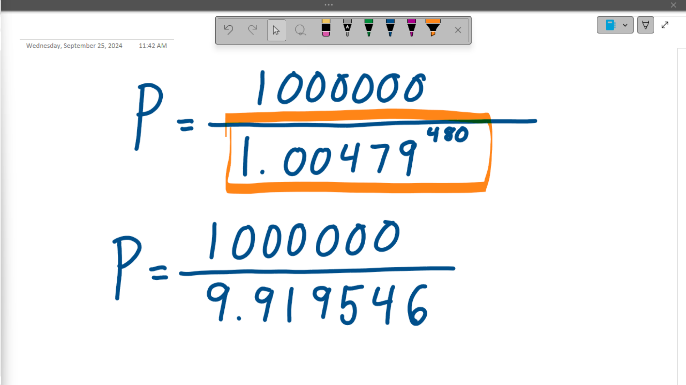 Wednesday, September 25, 2024 11:42 AM
P = 1000000
1.00479^480
P = 1000000
9.919546